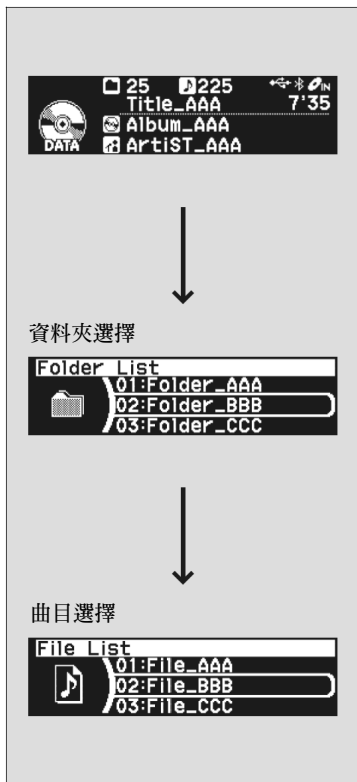 25 225 IN
Title_AAA 7'35
Album_AAA
DATA ArtiST_AAA
資料夾選擇
Folder List
01:Folder_AAA
02:Folder_BBB
03:Folder_CCC
曲目選擇
File List
01:File_AAA
02:File_BBB
03:File_CCC